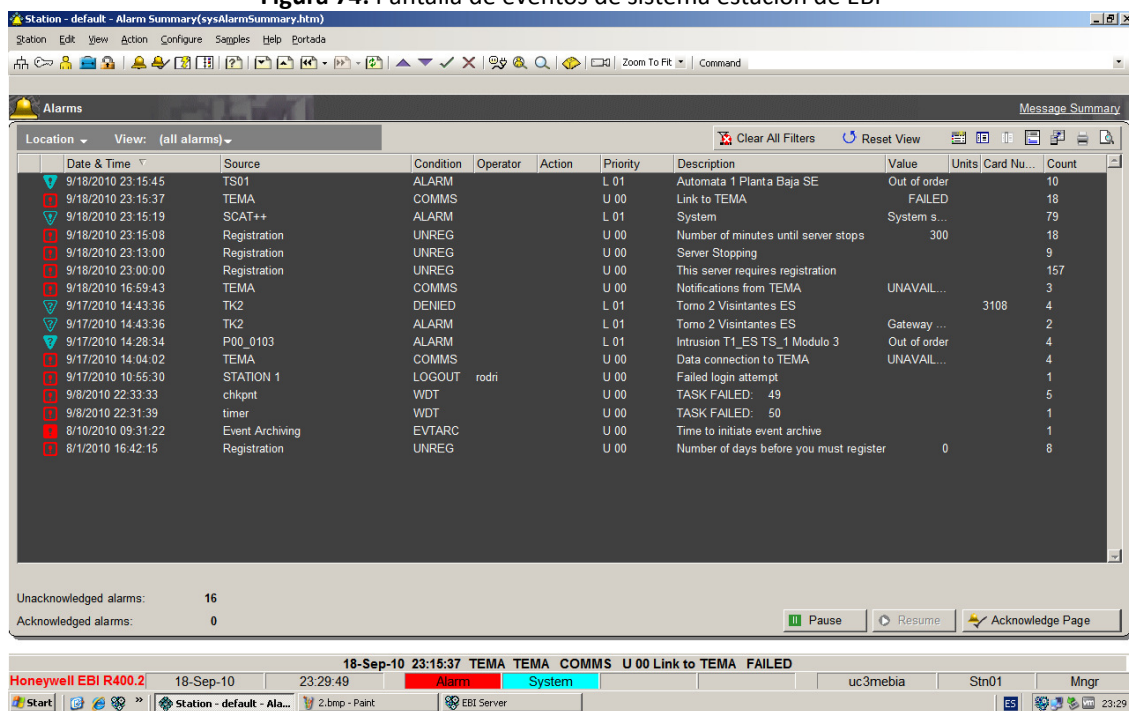 Figura 74. Pantalla de eventos de sistema estación de EBI
Station - default - Alarm Summary(sysAlarmSummary.htm)
Station Edit View Action Configure Samples Help Portada
Zoom To Fit Command
Alarms Message Summary
Location View: (all alarms) Clear All Filters Reset View
Date & Time Source Condition Operator Action Priority Description Value Units Card Nu... Count
9/18/2010 23:15:45 TS01 ALARM L 01 Automata 1 Planta Baja SE Out of order 10
9/18/2010 23:15:37 TEMA COMMS U 00 Link to TEMA FAILED 18
9/18/2010 23:15:19 SCAT++ ALARM L 01 System System s... 79
9/18/2010 23:15:08 Registration UNREG U 00 Number of minutes until server stops 300 18
9/18/2010 23:13:00 Registration UNREG U 00 Server Stopping 9
9/18/2010 23:00:00 Registration UNREG U 00 This server requires registration 157
9/18/2010 16:59:43 TEMA COMMS U 00 Notifications from TEMA UNAVAIL... 3
9/17/2010 14:43:36 TK2 DENIED L 01 Torno 2 Visintantes ES 3108 4
9/17/2010 14:43:36 TK2 ALARM L 01 Torno 2 Visintantes ES Gateway ... 2
9/17/2010 14:28:34 P00_0103 ALARM L 01 Intrusion T1_ES TS_1 Modulo 3 Out of order 4
9/17/2010 14:04:02 TEMA COMMS U 00 Data connection to TEMA UNAVAIL... 4
9/17/2010 10:55:30 STATION 1 LOGOUT rodri U 00 Failed login attempt 1
9/8/2010 22:33:33 chkpnt WDT U 00 TASK FAILED: 49 5
9/8/2010 22:31:39 timer WDT U 00 TASK FAILED: 50 1
8/10/2010 09:31:22 Event Archiving EVTARC U 00 Time to initiate event archive 1
8/1/2010 16:42:15 Registration UNREG U 00 Number of days before you must register 0 8
Unacknowledged alarms: 16
Acknowledged alarms: 0
Pause Resume Acknowledge Page
18-Sep-10 23:15:37 TEMA TEMA COMMS U 00 Link to TEMA FAILED
Honeywell EBI R400.2 18-Sep-10 23:29:49 Alarm System uc3mebia Stn01 Mngr
Start » Station - default - Ala... 2.bmp - Paint EBI Server ES 23:29